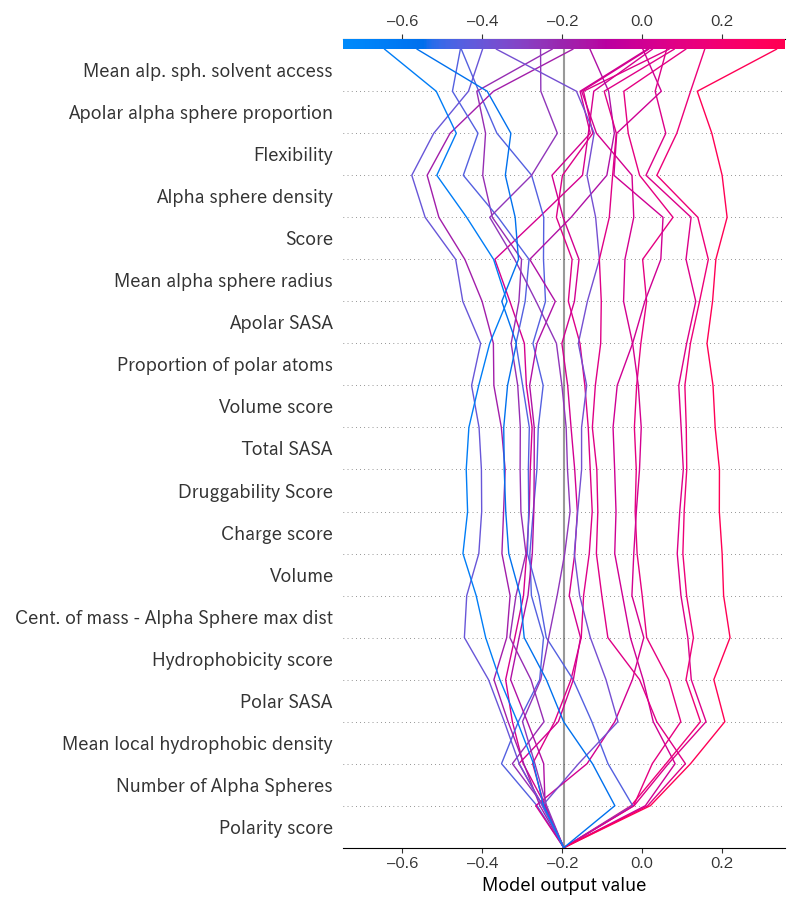 −0.6 −0.4 −0.2 0.0 0.2
Mean alp. sph. solvent access
Apolar alpha sphere proportion
Flexibility
Alpha sphere density
Score
Mean alpha sphere radius
Apolar SASA
Proportion of polar atoms
Volume score
Total SASA
Druggability Score
Charge score
Volume
Cent. of mass - Alpha Sphere max dist
Hydrophobicity score
Polar SASA
Mean local hydrophobic density
Number of Alpha Spheres
Polarity score
−0.6 −0.4 −0.2 0.0 0.2
Model output value